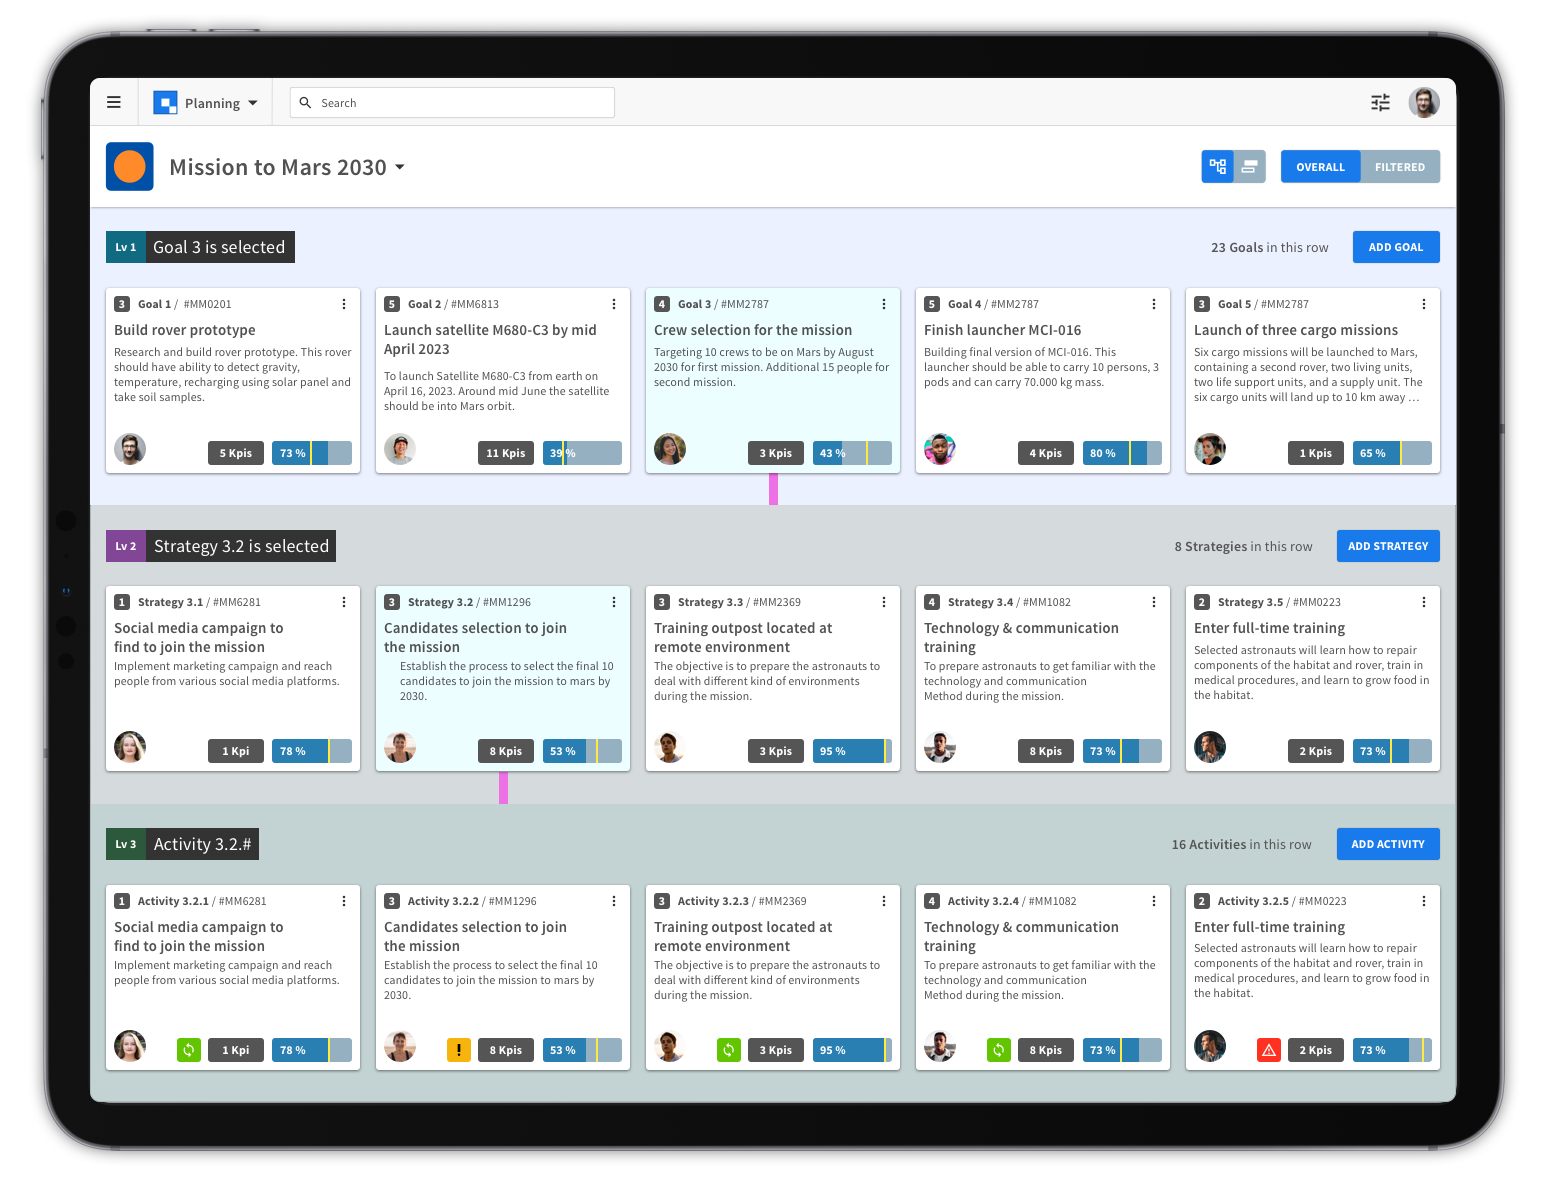 Planning
Search
Mission to Mars 2030
OVERALL
FILTERED
Lv 1
Goal 3 is selected
23 Goals in this row
ADD GOAL
3 Goal 1 / #MM0201
Build rover prototype
Research and build rover prototype. This rover
should have ability to detect gravity,
temperature, recharging using solar panel and
take soil samples.
5 Kpis
73 %
5 Goal 2 / #MM6813
Launch satellite M680-C3 by mid
April 2023
To launch Satellite M680-C3 from earth on
April 16, 2023. Around mid June the satellite
should be into Mars orbit.
11 Kpis
39 %
4 Goal 3 / #MM2787
Crew selection for the mission
Targeting 10 crews to be on Mars by August
2030 for first mission. Additional 15 people for
second mission.
3 Kpis
43 %
5 Goal 4 / #MM2787
Finish launcher MCI-016
Building final version of MCI-016. This
launcher should be able to carry 10 persons, 3
pods and can carry 70.000 kg mass.
4 Kpis
80 %
3 Goal 5 / #MM2787
Launch of three cargo missions
Six cargo missions will be launched to Mars,
containing a second rover, two living units,
two life support units, and a supply unit. The
six cargo units will land up to 10 km away ...
1 Kpis
65 %
Lv 2
Strategy 3.2 is selected
8 Strategies in this row
ADD STRATEGY
1 Strategy 3.1 / #MM6281
Social media campaign to
find to join the mission
Implement marketing campaign and reach
people from various social media platforms.
1 Kpi
78 %
3 Strategy 3.2 / #MM1296
Candidates selection to join
the mission
Establish the process to select the final 10
candidates to join the mission to mars by
2030.
8 Kpis
53 %
3 Strategy 3.3 / #MM2369
Training outpost located at
remote environment
The objective is to prepare the astronauts to
deal with different kind of environments
during the mission.
3 Kpis
95 %
4 Strategy 3.4 / #MM1082
Technology & communication
training
To prepare astronauts to get familiar with the
technology and communication
Method during the mission.
8 Kpis
73 %
2 Strategy 3.5 / #MM0223
Enter full-time training
Selected astronauts will learn how to repair
components of the habitat and rover, train in
medical procedures, and learn to grow food in
the habitat.
2 Kpis
73 %
Lv 3
Activity 3.2.#
16 Activities in this row
ADD ACTIVITY
1 Activity 3.2.1 / #MM6281
Social media campaign to
find to join the mission
Implement marketing campaign and reach
people from various social media platforms.
1 Kpi
78 %
3 Activity 3.2.2 / #MM1296
Candidates selection to join
the mission
Establish the process to select the final 10
candidates to join the mission to mars by
2030.
!
8 Kpis
53 %
3 Activity 3.2.3 / #MM2369
Training outpost located at
remote environment
The objective is to prepare the astronauts to
deal with different kind of environments
during the mission.
3 Kpis
95 %
4 Activity 3.2.4 / #MM1082
Technology & communication
training
To prepare astronauts to get familiar with the
technology and communication
Method during the mission.
8 Kpis
73 %
2 Activity 3.2.5 / #MM0223
Enter full-time training
Selected astronauts will learn how to repair
components of the habitat and rover, train in
medical procedures, and learn to grow food in
the habitat.
2 Kpis
73 %